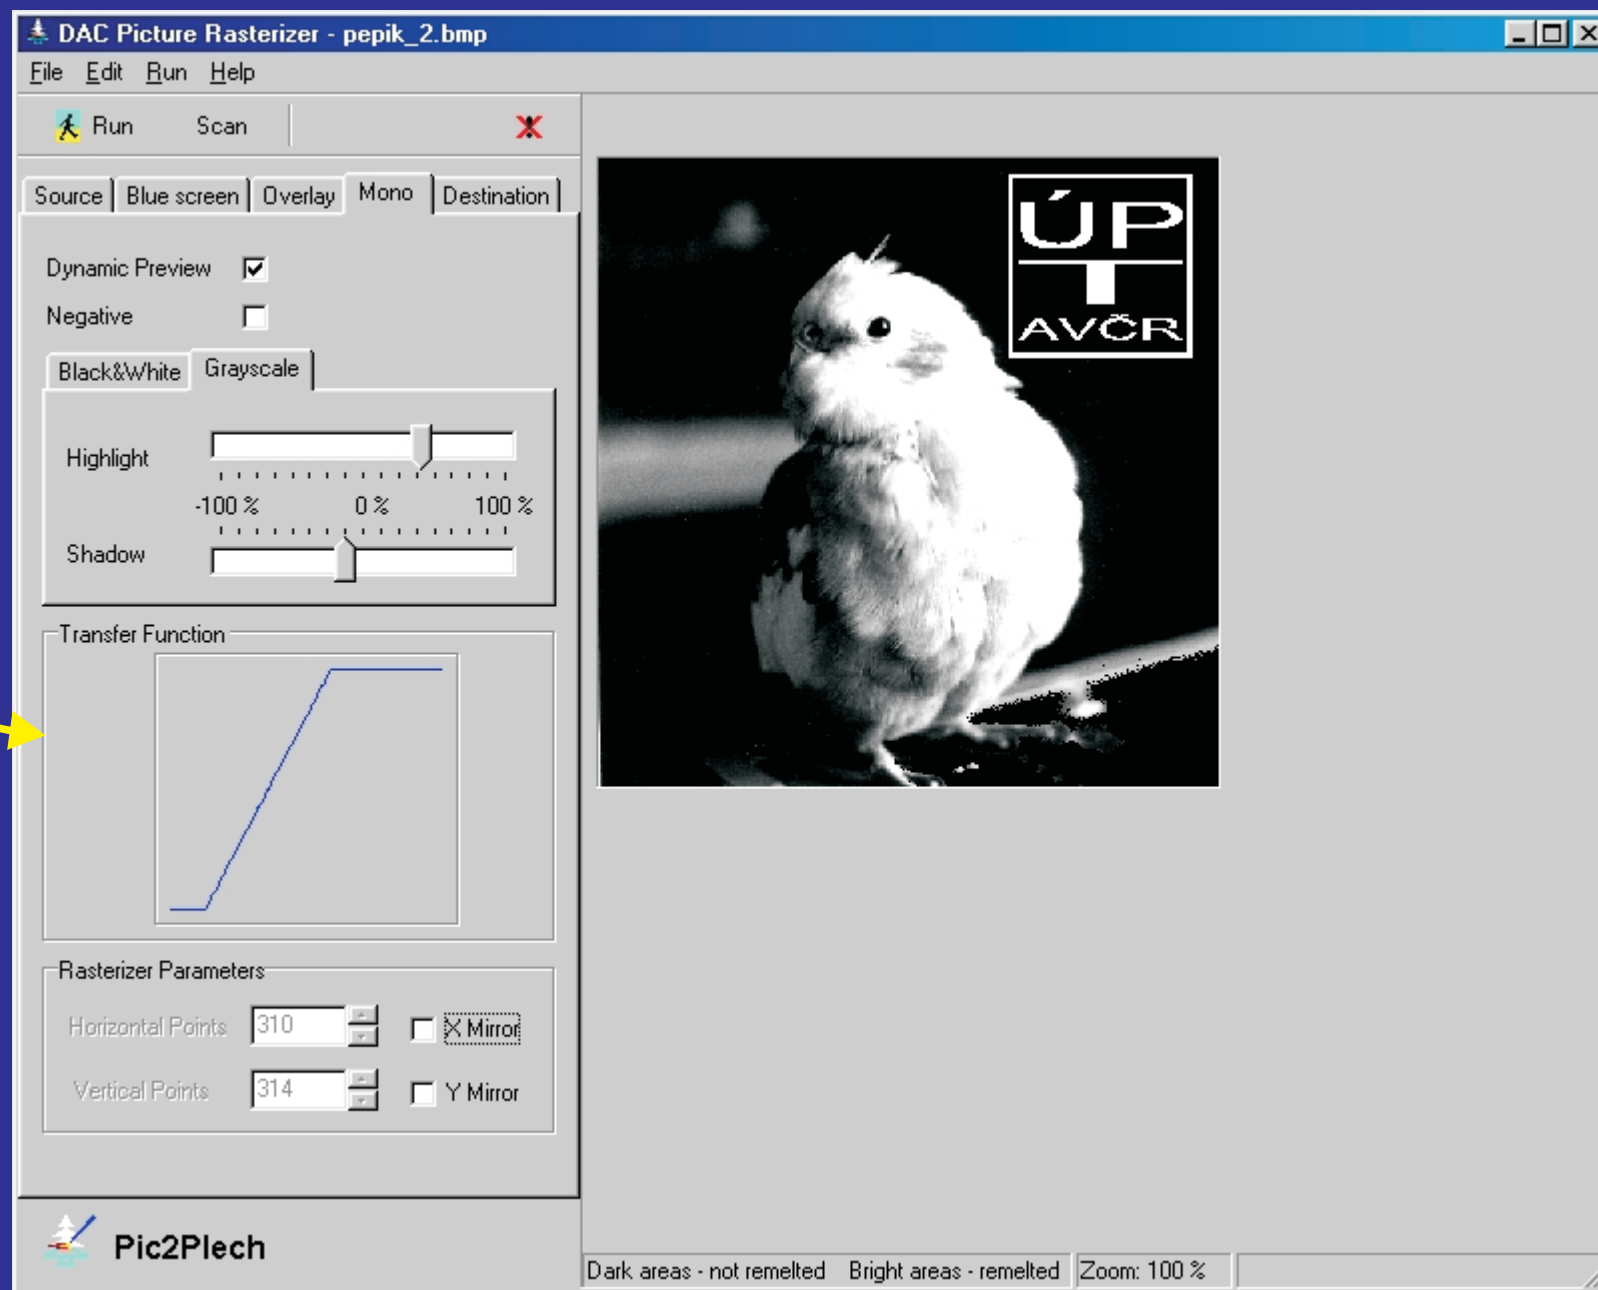 DAC Picture Rasterizer - pepik_2.bmp
File Edit Run Help
Run Scan
Source Blue screen Overlay Mono Destination
Dynamic Preview
Negative
Black&White Grayscale
Highlight
-100 % 0 % 100 %
Shadow
Transfer Function
Rasterizer Parameters
Horizontal Points 310 X Mirror
Vertical Points 314 Y Mirror
Pic2Plech
ÚP
T
AVČR
Dark areas - not remelted Bright areas - remelted Zoom: 100 %